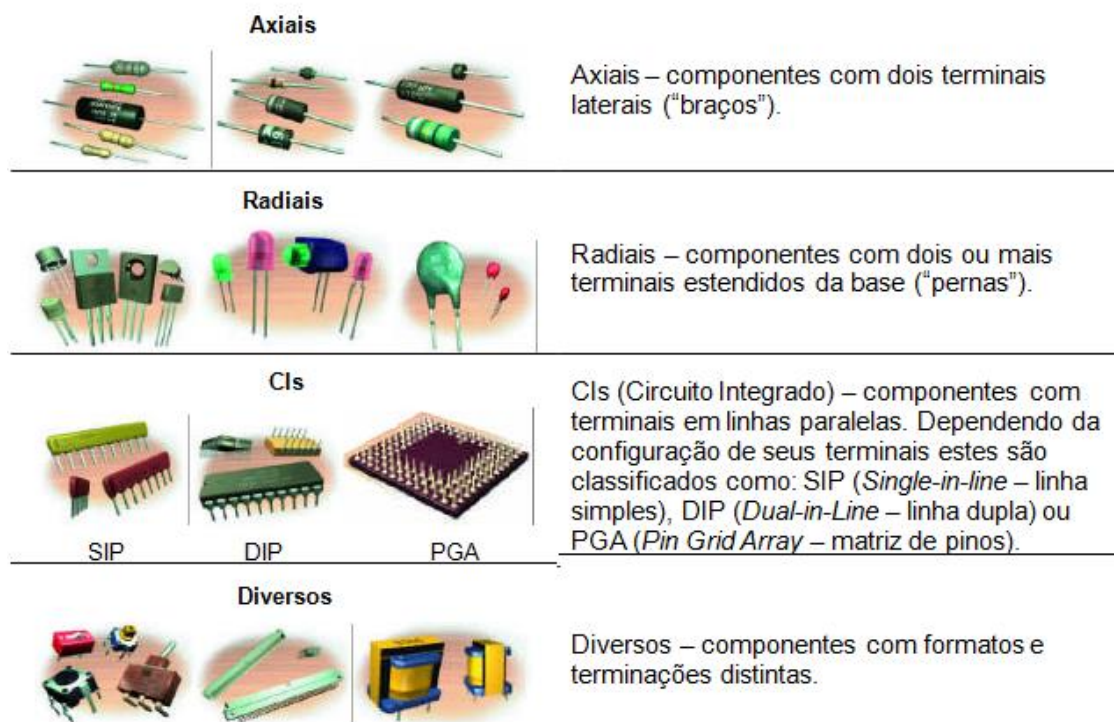 Axiais
Axiais – componentes com dois terminais
laterais (“braços”).
Radiais
Radiais – componentes com dois ou mais
terminais estendidos da base (“pernas”).
CIs
CIs (Circuito Integrado) – componentes com
terminais em linhas paralelas. Dependendo da
configuração de seus terminais estes são
classificados como: SIP (Single-in-line – linha
simples), DIP (Dual-in-Line – linha dupla) ou
PGA (Pin Grid Array – matriz de pinos).
SIP DIP PGA
Diversos
Diversos – componentes com formatos e
terminações distintas.